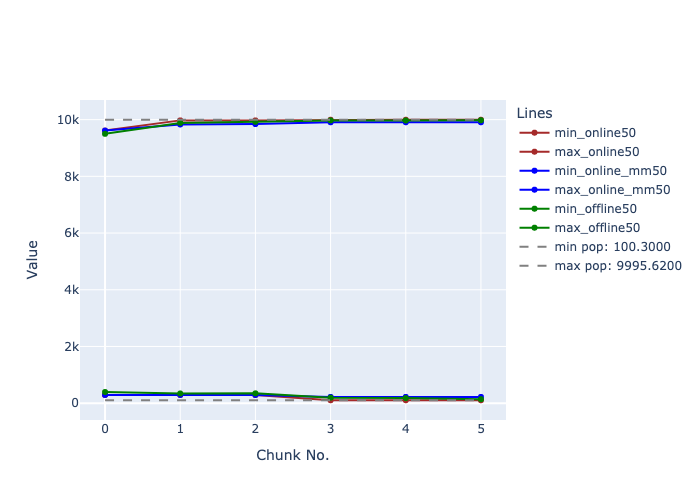 Lines
min_online50
max_online50
min_online_mm50
max_online_mm50
min_offline50
max_offline50
min pop: 100.3000
max pop: 9995.6200
10k
8k
6k
4k
2k
0
Value
0 1 2 3 4 5
Chunk No.